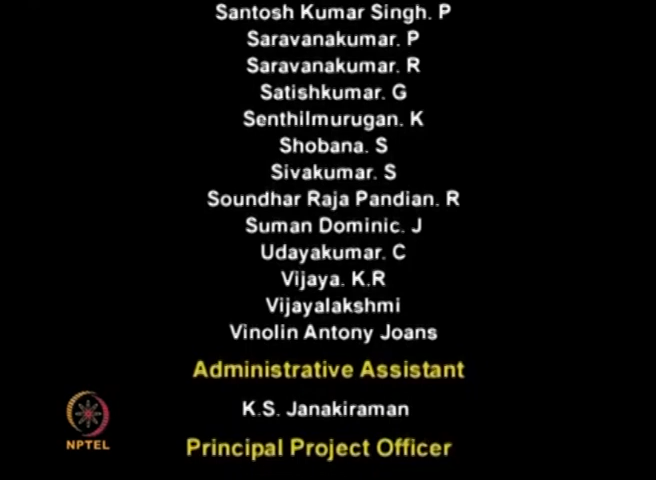 Santosh Kumar Singh. P
Saravanakumar. P
Saravanakumar. R
Satishkumar. G
Senthilmurugan. K
Shobana. S
Sivakumar. S
Soundhar Raja Pandian. R
Suman Dominic. J
Udayakumar. C
Vijaya. K.R
Vijayalakshmi
Vinolin Antony Joans
Administrative Assistant
K.S. Janakiraman
NPTEL
Principal Project Officer